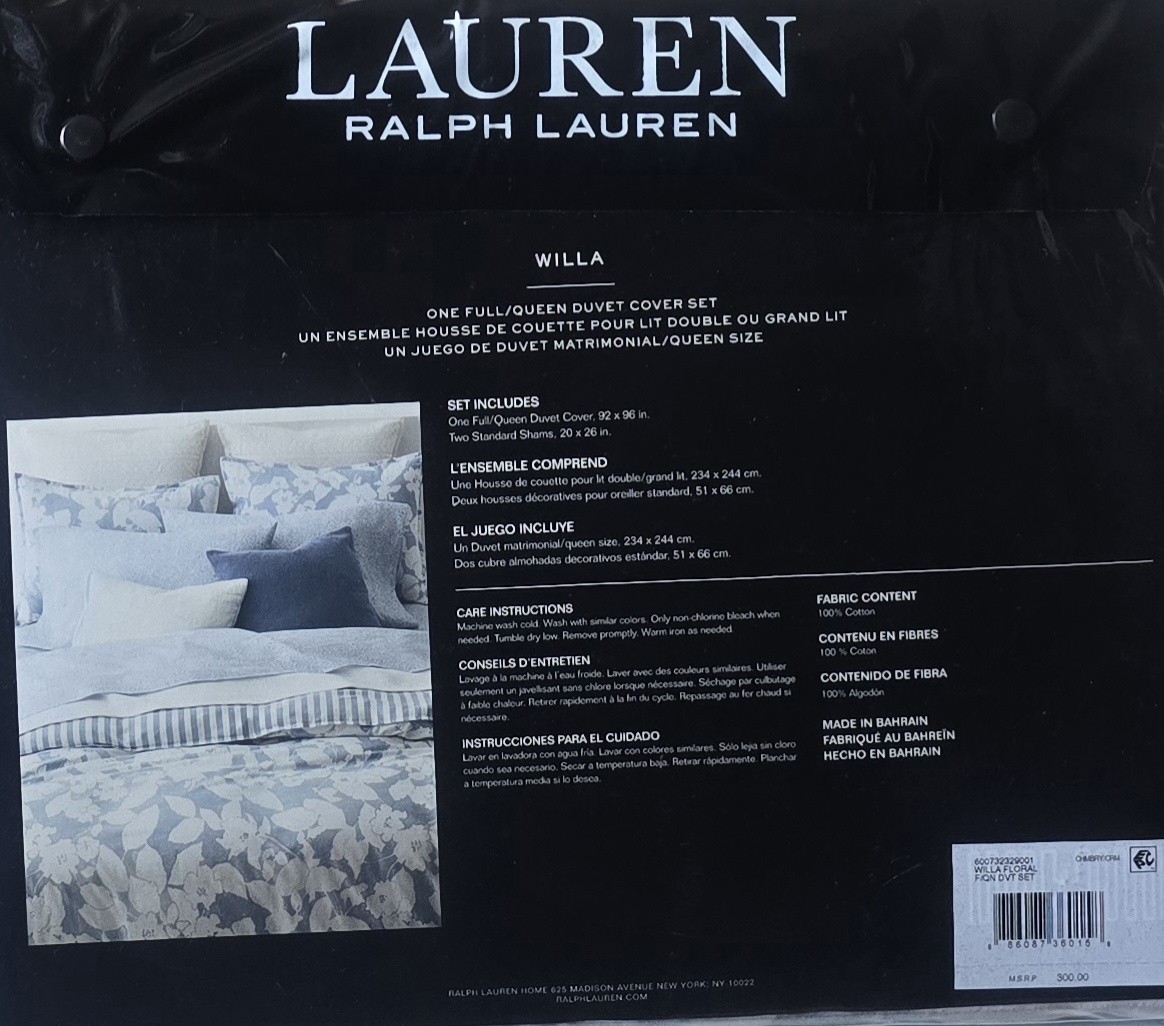 LAUREN
RALPH LAUREN
WILLA
ONE FULL/QUEEN DUVET COVER SET
UN ENSEMBLE HOUSSE DE COUETTE POUR LIT DOUBLE OU GRAND LIT
UN JUEGO DE DUVET MATRIMONIAL/QUEEN SIZE
SET INCLUDES
One Full/Queen Duvet Cover, 92 x 96 in.
Two Standard Shams, 20 x 26 in.
L'ENSEMBLE COMPREND
Une Housse de couette pour lit double/grand lit, 234 x 244 cm.
Deux housses décoratives pour oreiller standard, 51 x 66 cm.
EL JUEGO INCLUYE
Un Duvet matrimonial/queen size, 234 x 244 cm.
Dos cubre almohadas decorativos estándar, 51 x 66 cm.
CARE INSTRUCTIONS
Machine wash cold. Wash with similar colors. Only non-chlorine bleach when
needed. Tumble dry low. Remove promptly. Warm iron as needed
CONSEILS D'ENTRETIEN
Lavage à la machine à l'eau froide. Laver avec des couleurs similaires. Utiliser
seulement un javellisant sans chlore lorsque nécessaire. Séchage par culbutage
à faible chaleur. Retirer rapidement à la fin du cycle. Repassage au fer chaud si
nécessaire.
INSTRUCCIONES PARA EL CUIDADO
Lavar en lavadora con agua fría. Lavar con colores similares. Sólo lejía sin cloro
cuando sea necesario. Secar a temperatura baja. Retirar rápidamente. Planchar
a temperatura media si lo desea.
FABRIC CONTENT
100% Cotton
CONTENU EN FIBRES
100 % Coton
CONTENIDO DE FIBRA
100% Algodón
MADE IN BAHRAIN
FABRIQUÉ AU BAHREÏN
HECHO EN BAHRAIN
600732329001 CHMBRY/CRM
WILLA FLORAL
F/QN DVT SET
8 86087 36015 8
MSRP 300.00
RALPH LAUREN HOME 625 MADISON AVENUE NEW YORK, NY 10022
RALPHLAUREN.COM